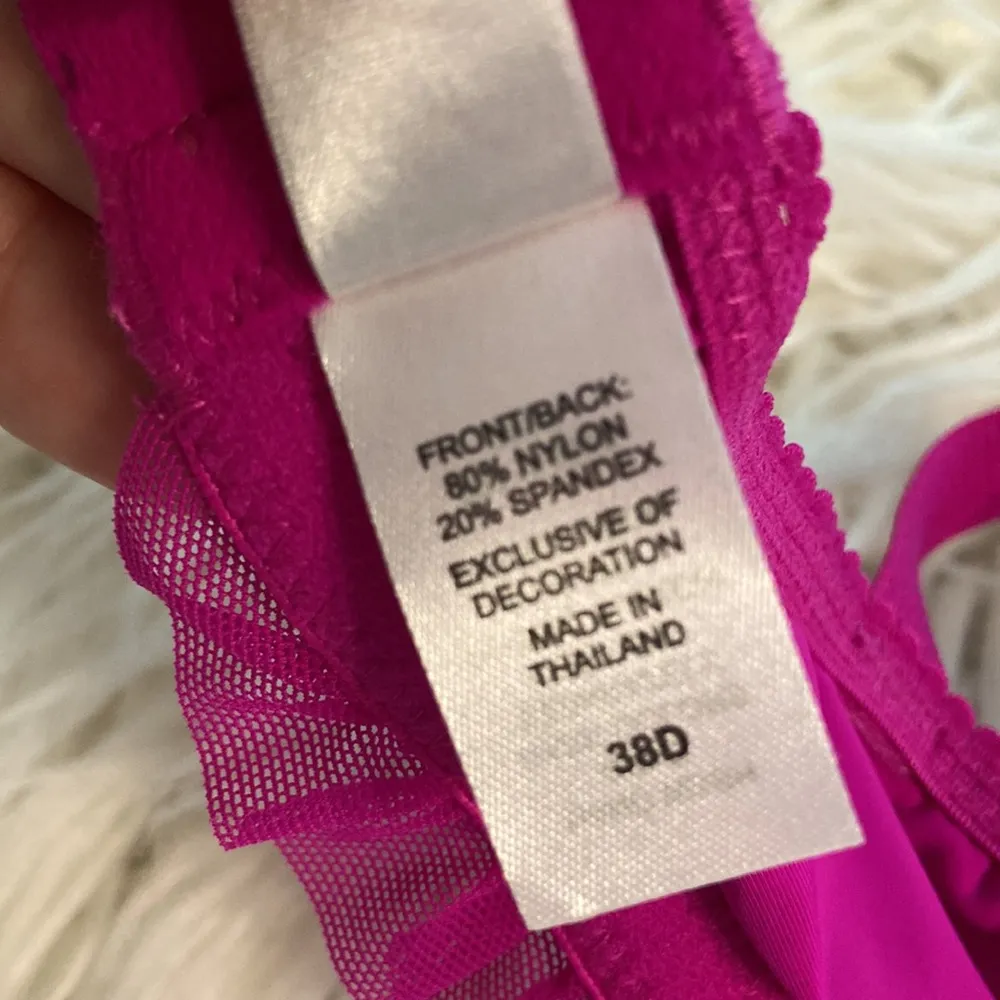 FRONT/BACK:
80% NYLON
20% SPANDEX
EXCLUSIVE OF
DECORATION
MADE IN
THAILAND
38D